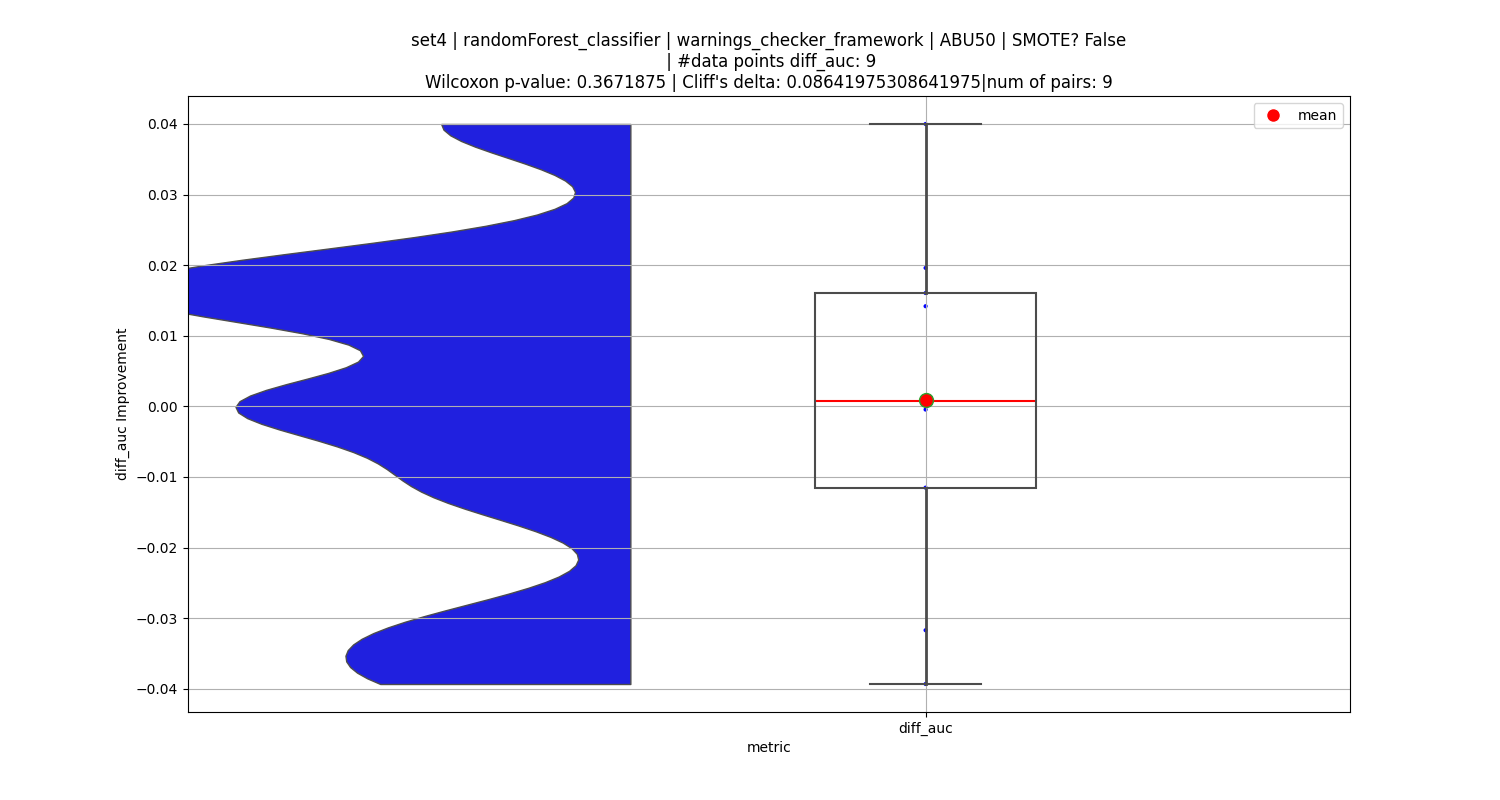 set4 | randomForest_classifier | warnings_checker_framework | ABU50 | SMOTE? False
| #data points diff_auc: 9
Wilcoxon p-value: 0.3671875 | Cliff's delta: 0.08641975308641975|num of pairs: 9
mean
0.04
0.03
0.02
0.01
0.00
−0.01
−0.02
−0.03
−0.04
diff_auc Improvement
diff_auc
metric